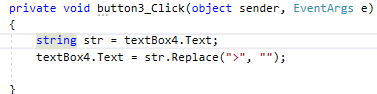 private void button3_Click(object sender, EventArgs e)
{
string str = textBox4.Text;
textBox4.Text = str.Replace(">", "");
}